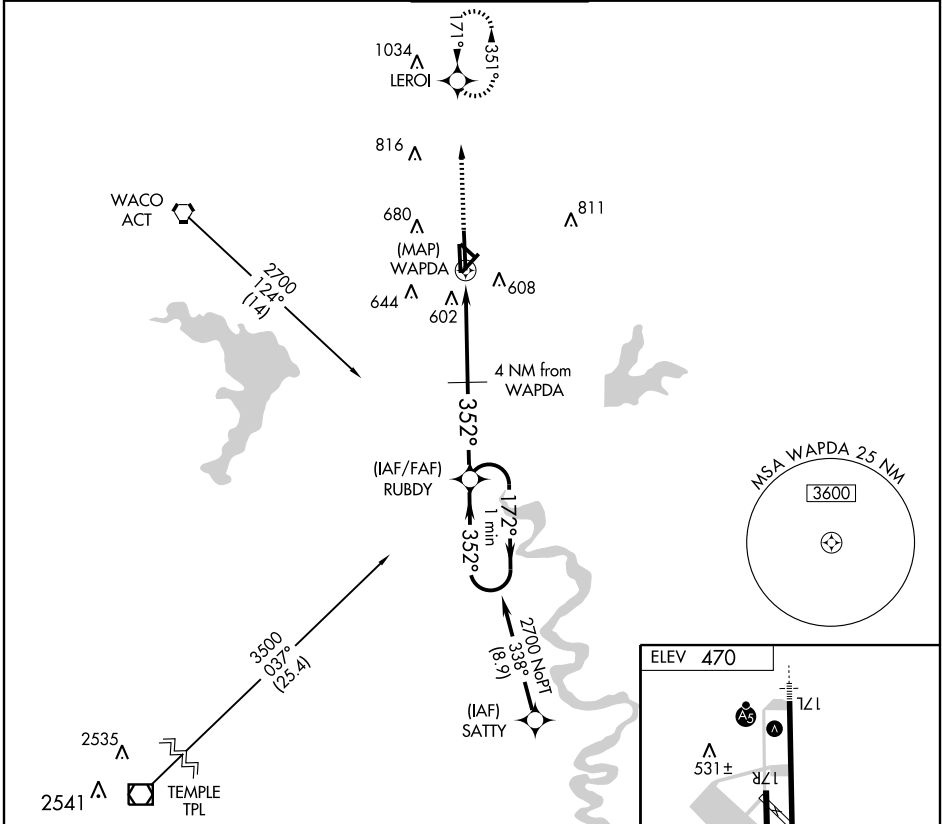 171°
351°
1034
LEROI
816
WACO
ACT
680
811
(MAP)
WAPDA
608
644
602
2700
124°
(14)
4 NM from
WAPDA
352°
(IAF/FAF)
RUBDY
MSA WAPDA 25 NM
3600
172°
1 min
352°
2700 NoPT
338°
(8.9)
3500
037°
(25.4)
(IAF)
SATTY
ELEV 470
17L
A5
V
531±
17R
2535
2541
TEMPLE
TPL